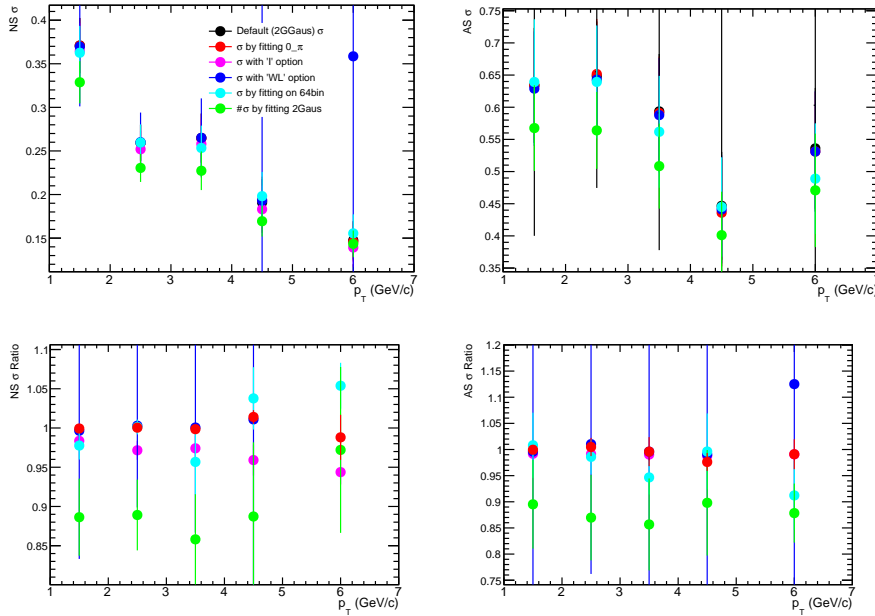 NS σ
0.4
0.35
0.3
0.25
0.2
0.15
1 2 3 4 5 6 7
p_T (GeV/c)
Default (2GGaus) σ
σ by fitting 0_π
σ with 'I' option
σ with 'WL' option
σ by fitting on 64bin
#σ by fitting 2Gaus
AS σ
0.75
0.7
0.65
0.6
0.55
0.5
0.45
0.4
0.35
1 2 3 4 5 6 7
p_T (GeV/c)
NS σ Ratio
1.1
1.05
1
0.95
0.9
0.85
1 2 3 4 5 6 7
p_T (GeV/c)
AS σ Ratio
1.2
1.15
1.1
1.05
1
0.95
0.9
0.85
0.8
0.75
1 2 3 4 5 6 7
p_T (GeV/c)